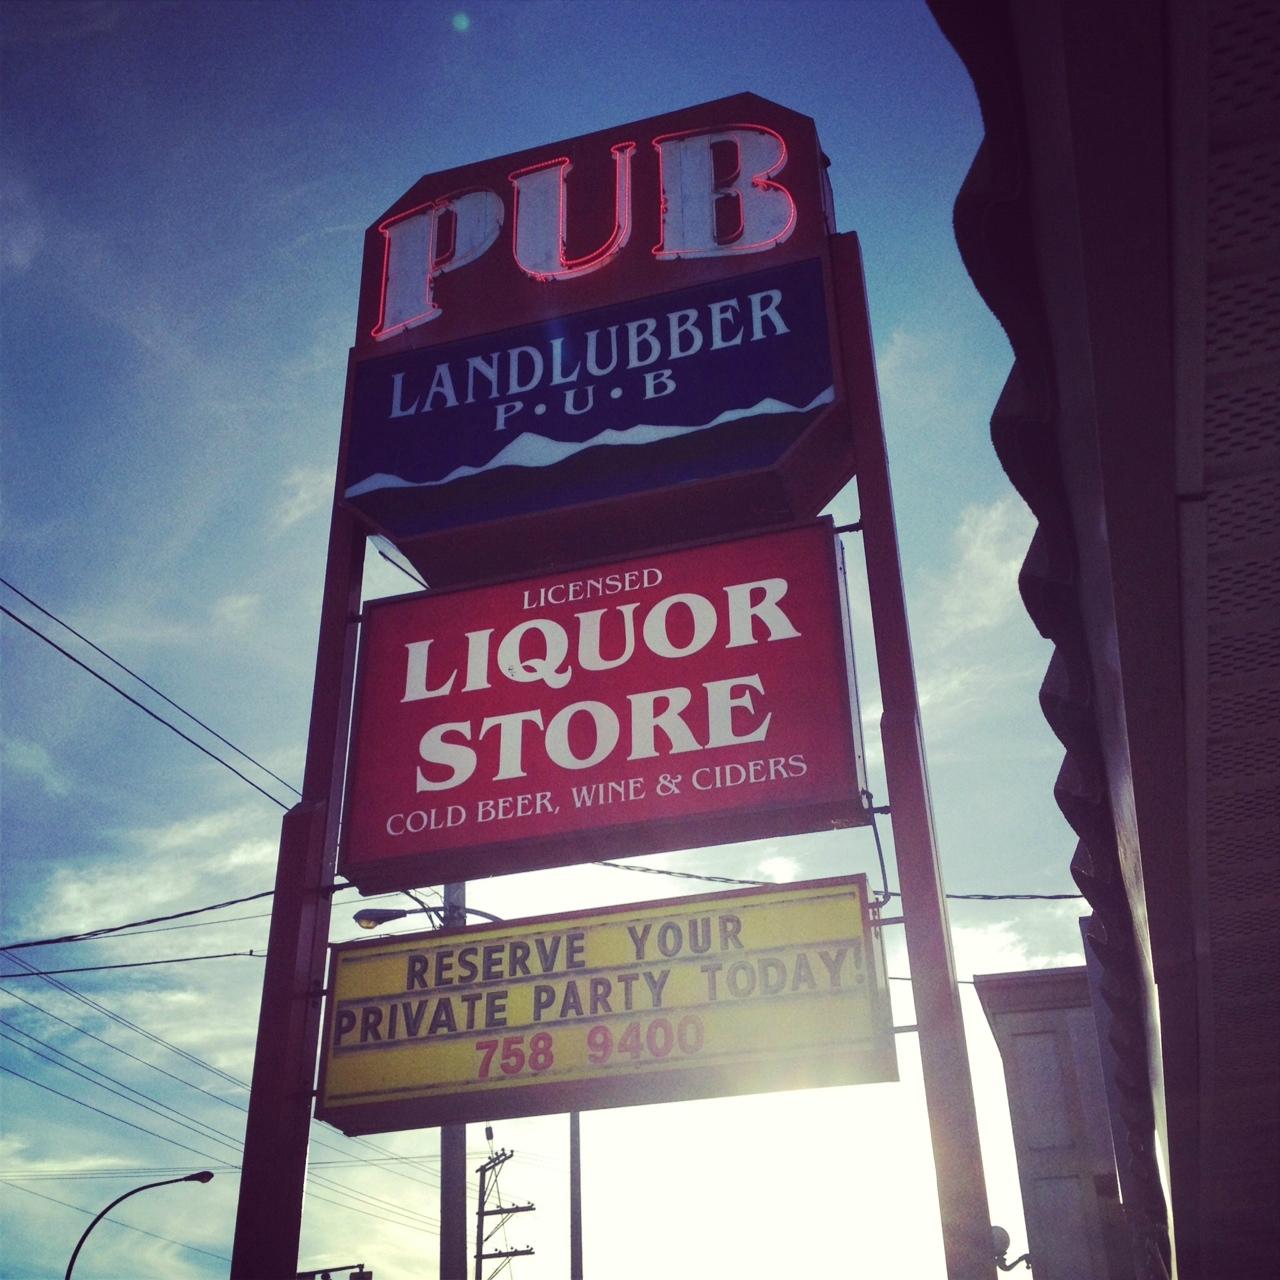 PUB
LANDLUBBER
P•U•B
LICENSED
LIQUOR
STORE
COLD BEER, WINE & CIDERS
RESERVE YOUR
PRIVATE PARTY TODAY!
758 9400